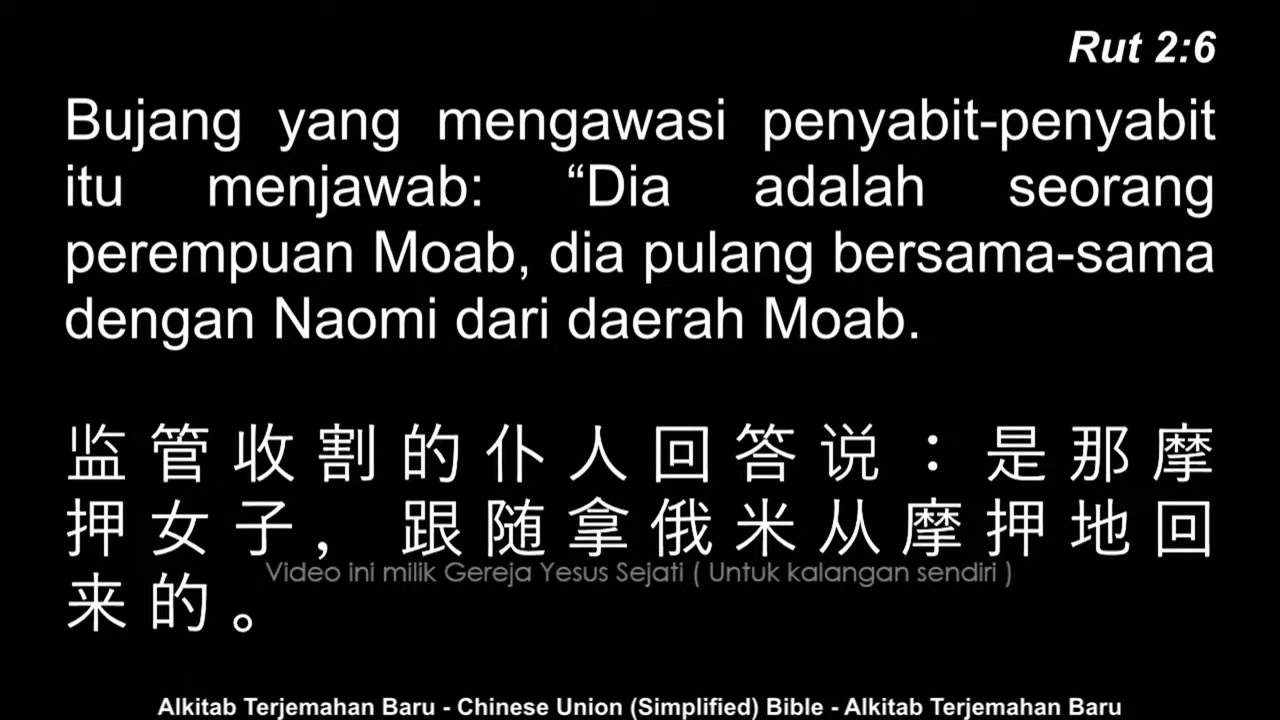 Rut 2:6
Bujang yang mengawasi penyabit-penyabit
itu menjawab: “Dia adalah seorang
perempuan Moab, dia pulang bersama-sama
dengan Naomi dari daerah Moab.
监管收割的仆人回答说：是那摩
押女子，跟随拿俄米从摩押地回
来的。
Video ini milik Gereja Yesus Sejati ( Untuk kalangan sendiri )
Alkitab Terjemahan Baru - Chinese Union (Simplified) Bible - Alkitab Terjemahan Baru